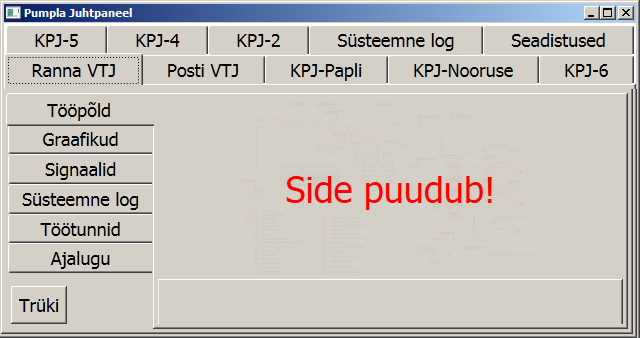 Pumpla Juhtpaneel
KPJ-5 KPJ-4 KPJ-2 Süsteemne log Seadistused
Ranna VTJ Posti VTJ KPJ-Papli KPJ-Nooruse KPJ-6
Tööpõld
Graafikud
Signaalid
Süsteemne log
Töötunnid
Ajalugu
Side puudub!
Trüki